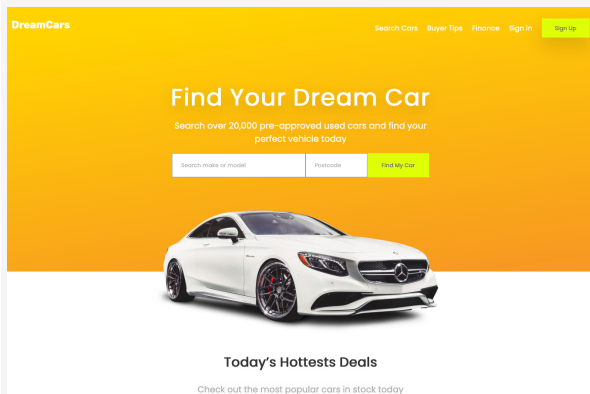 DreamCars
Search Cars Buyer Tips Finance Sign in Sign Up
Find Your Dream Car
Search over 20,000 pre-approved used cars and find your
perfect vehicle today
Search make or model Postcode Find My Car
Today's Hottests Deals
Check out the most popular cars in stock today